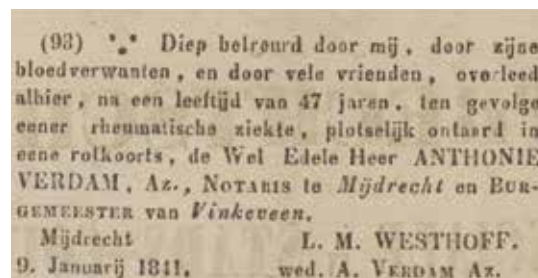 (93) *.* Diep betreurd door mij, door zijne
bloedverwanten, en door vele vrienden, overleed
alhier, na een leeftijd van 47 jaren, ten gevolge
eener rheumatische ziekte, plotselijk ontaard in
eene rotkoorts, de Wel Edele Heer ANTHONIE
VERDAM, Az., NOTARIS te Mijdrecht en BUR-
GEMEESTER van Vinkeveen.
Mijdrecht L. M. WESTHOFF.
9. Januarij 1841. wed. A. VERDAM Az.